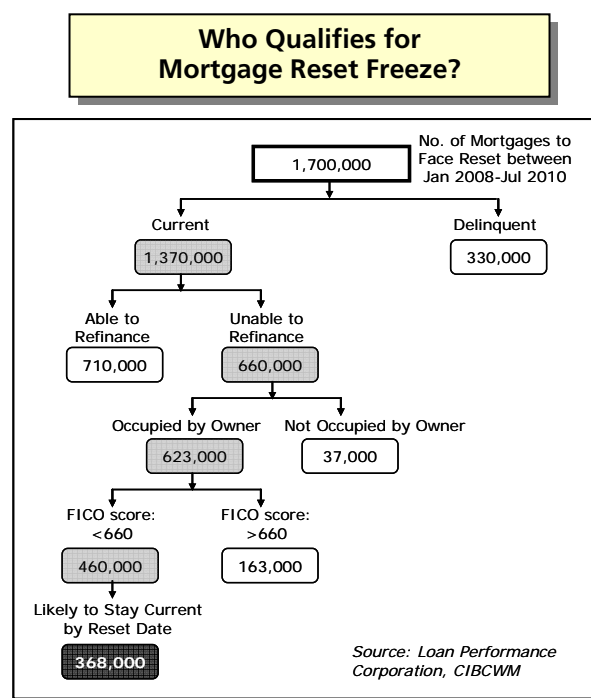 Who Qualifies for
Mortgage Reset Freeze?
No. of Mortgages to
Face Reset between
Jan 2008-Jul 2010
1,700,000
Current
Delinquent
1,370,000
330,000
Able to
Refinance
Unable to
Refinance
710,000
660,000
Occupied by Owner
Not Occupied by Owner
623,000
37,000
FICO score:
<660
FICO score:
>660
460,000
163,000
Likely to Stay Current
by Reset Date
368,000
Source: Loan Performance
Corporation, CIBCWM